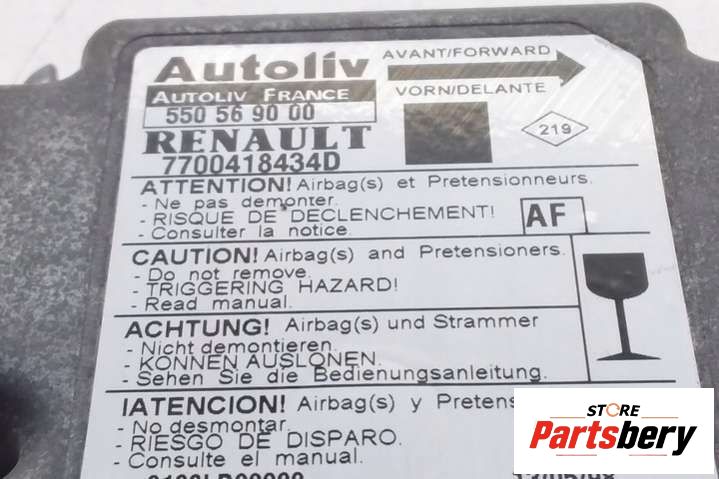 Autoliv
AVANT/FORWARD
AUTOLIV FRANCE
VORN/DELANTE
550 56 90 00
RENAULT
219
7700418434D
ATTENTION! Airbag(s) et Pretensionneurs.
- Ne pas demonter.
- RISQUE DE DECLENCHEMENT!
- Consulter la notice.
AF
CAUTION! Airbag(s) and Pretensioners.
- Do not remove.
- TRIGGERING HAZARD!
- Read manual.
ACHTUNG! Airbag(s) und Strammer
- Nicht demontieren.
- KONNEN AUSLONEN.
- Sehen Sie die Bedienungsanleitung.
¡ATENCION! Airbag(s) y
- No desmontar.
- RIESGO DE DISPARO.
- Consulte el manual.
STORE
Partsbery